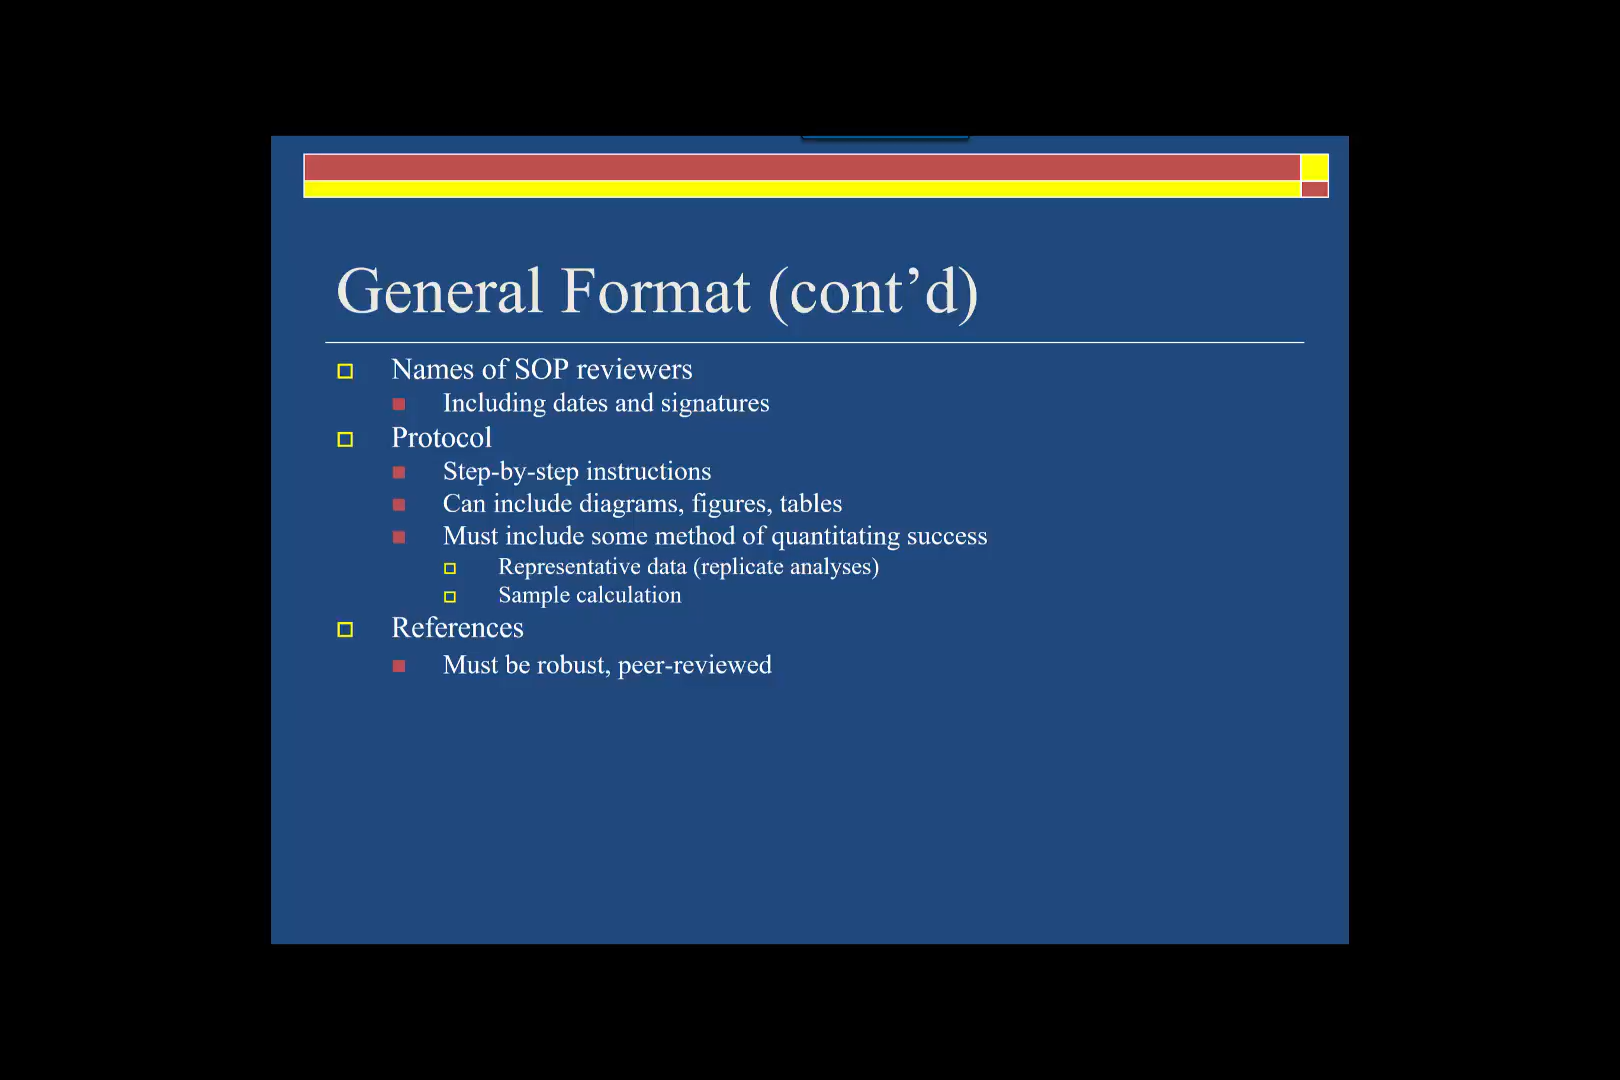 General Format (cont’d)
Names of SOP reviewers
Including dates and signatures
Protocol
Step-by-step instructions
Can include diagrams, figures, tables
Must include some method of quantitating success
Representative data (replicate analyses)
Sample calculation
References
Must be robust, peer-reviewed